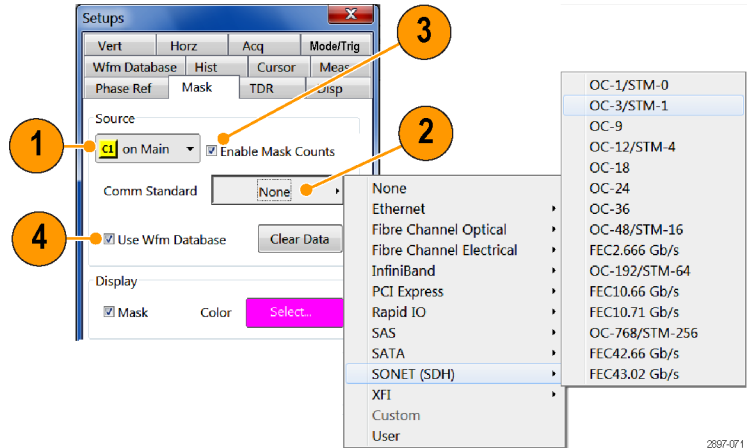 Setups
X
3
Vert Horz Acq Mode/Trig
Wfm Database Hist Cursor Meas
Phase Ref Mask TDR Disp
Source
1
C1 on Main
Enable Mask Counts
2
Comm Standard None
4
Use Wfm Database Clear Data
Display
Mask Color Select...
None
Ethernet
Fibre Channel Optical
Fibre Channel Electrical
InfiniBand
PCI Express
Rapid IO
SAS
SATA
SONET (SDH)
XFI
Custom
User
OC-1/STM-0
OC-3/STM-1
OC-9
OC-12/STM-4
OC-18
OC-24
OC-36
OC-48/STM-16
FEC2.666 Gb/s
OC-192/STM-64
FEC10.66 Gb/s
FEC10.71 Gb/s
OC-768/STM-256
FEC42.66 Gb/s
FEC43.02 Gb/s
2897-071